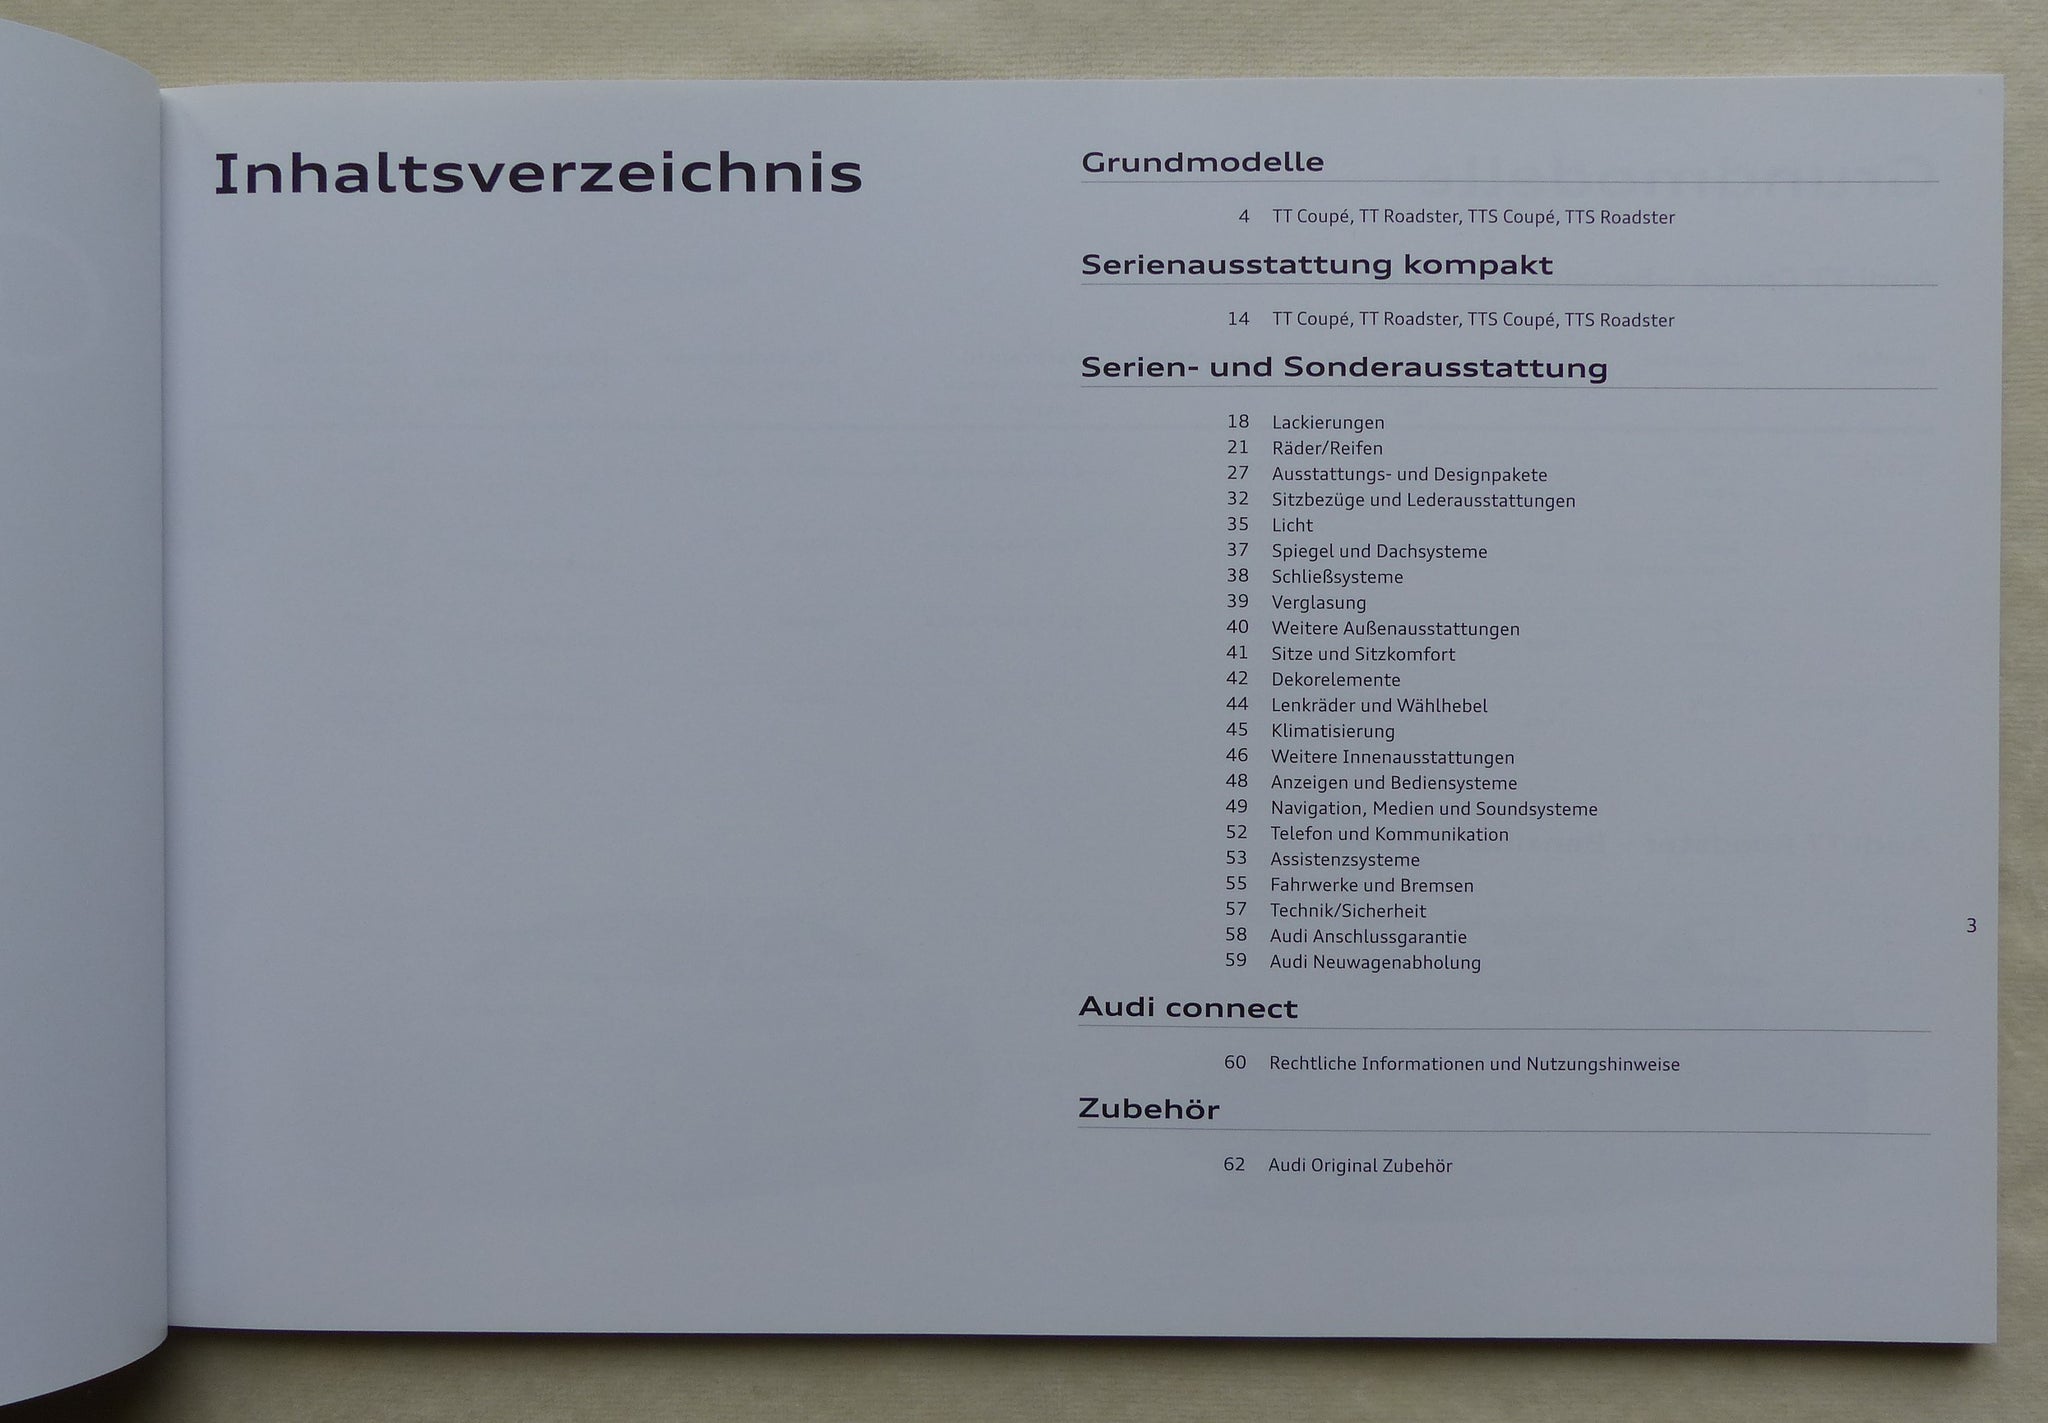 Inhaltsverzeichnis
Grundmodelle
4 TT Coupé, TT Roadster, TTS Coupé, TTS Roadster
Serienausstattung kompakt
14 TT Coupé, TT Roadster, TTS Coupé, TTS Roadster
Serien- und Sonderausstattung
18 Lackierungen
21 Räder/Reifen
27 Ausstattungs- und Designpakete
32 Sitzbezüge und Lederausstattungen
35 Licht
37 Spiegel und Dachsysteme
38 Schließsysteme
39 Verglasung
40 Weitere Außenausstattungen
41 Sitze und Sitzkomfort
42 Dekorelemente
44 Lenkräder und Wählhebel
45 Klimatisierung
46 Weitere Innenausstattungen
48 Anzeigen und Bediensysteme
49 Navigation, Medien und Soundsysteme
52 Telefon und Kommunikation
53 Assistenzsysteme
55 Fahrwerke und Bremsen
57 Technik/Sicherheit
58 Audi Anschlussgarantie
59 Audi Neuwagenabholung
Audi connect
60 Rechtliche Informationen und Nutzungshinweise
Zubehör
62 Audi Original Zubehör
3